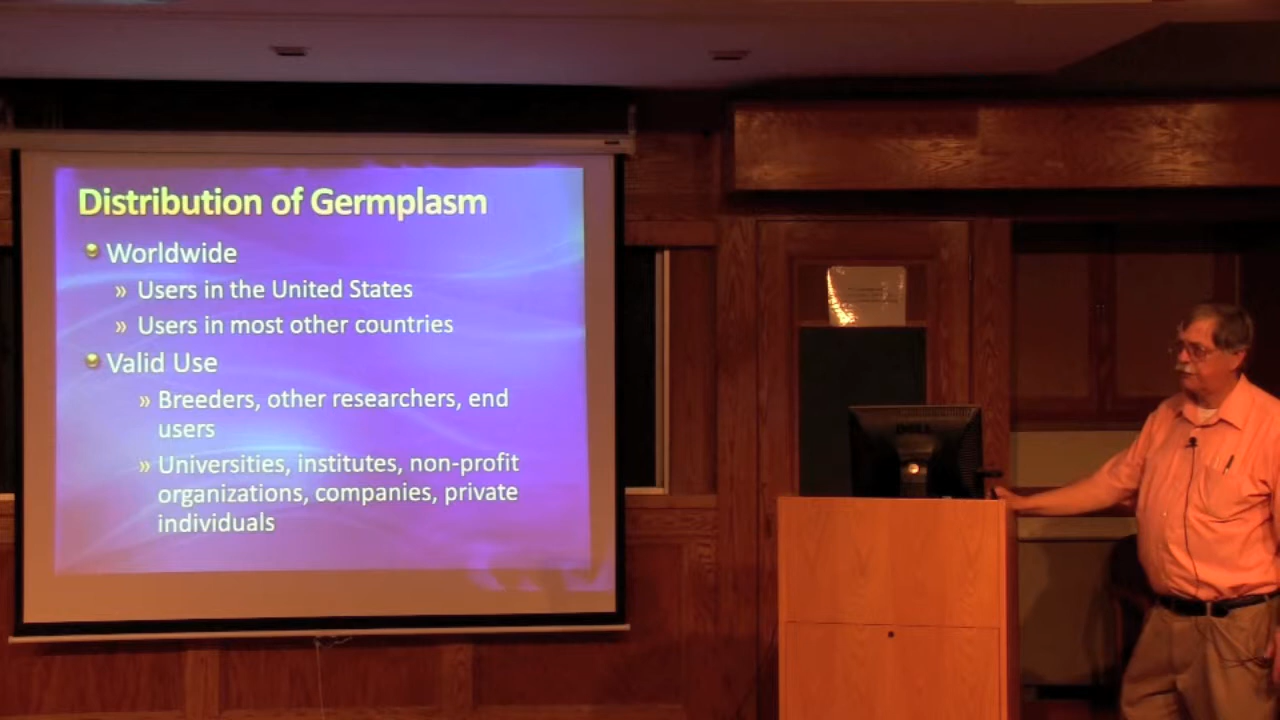 Distribution of Germplasm
Worldwide
» Users in the United States
» Users in most other countries
Valid Use
» Breeders, other researchers, end
users
» Universities, institutes, non-profit
organizations, companies, private
individuals
DELL